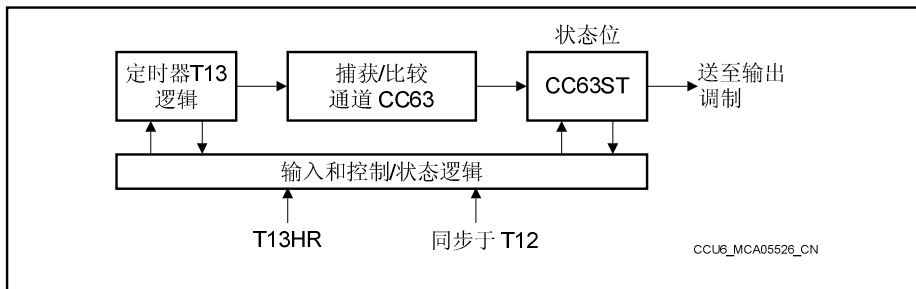 状态位
定时器T13
逻辑
捕获/比较
通道 CC63
CC63ST
送至输出
调制
输入和控制/状态逻辑
T13HR
同步于 T12
CCU6_MCA05526_CN